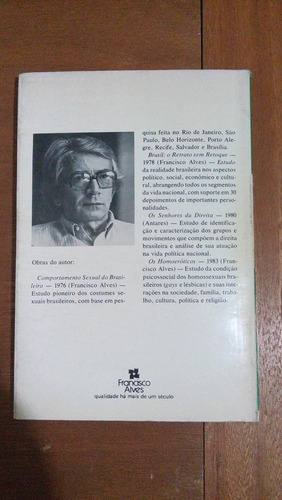 Obras do autor:
Comportamento Sexual do Brasi-
leiro — 1976 (Francisco Alves) —
Estudo pioneiro dos costumes se-
xuais brasileiros, com base em pes-
quisa feita no Rio de Janeiro, São
Paulo, Belo Horizonte, Porto Ale-
gre, Recife, Salvador e Brasília.
Brasil: o Retrato sem Retoque —
1978 (Francisco Alves) — Estudo
da realidade brasileira nos aspectos
político, social, econômico e cultu-
ral, abrangendo todos os segmentos
da vida nacional, com suporte em 30
depoimentos de importantes perso-
nalidades.
Os Senhores da Direita — 1980
(Antares) — Estudo de identifica-
ção e caracterização dos grupos e
movimentos que compõem a direita
brasileira e análise de sua atuação
na vida política nacional.
Os Homoeróticos — 1983 (Fran-
cisco Alves) — Estudo da condição
psicossocial dos homossexuais brasi-
leiros (guys e lésbicas) e suas inte-
rações na sociedade, família, traba-
lho, cultura, política e religião.
Francisco
Alves
qualidade há mais de um século